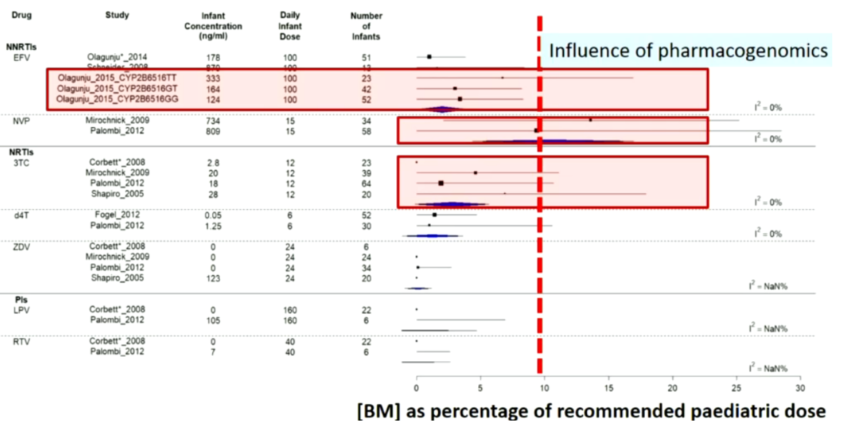 Drug Study Infant Concentration (ng/ml) Daily Infant Dose Number of Infants
NNRTIs
Influence of pharmacogenomics
EFV Olagunju*_2014 178 100 51
Olagunju_2015_CYP2B6516TT 333 100 23
Olagunju_2015_CYP2B6516GT 164 100 42
Olagunju_2015_CYP2B6516GG 124 100 52
I² = 0%
NVP Mirochnick_2009 734 15 34
Palombi_2012 809 15 58
I² = 0%
NRTIs
3TC Corbett*_2008 2.8 12 23
Mirochnick_2009 20 12 39
Palombi_2012 18 12 64
Shapiro_2005 28 12 20
I² = 0%
d4T Fogel_2012 0.05 6 52
Palombi_2012 1.25 6 30
I² = 0%
ZDV Corbett*_2008 0 24 6
Mirochnick_2009 0 24 24
Palombi_2012 0 24 34
Shapiro_2005 123 24 20
I² = NaN%
PIs
LPV Corbett*_2008 0 160 22
Palombi_2012 105 160 6
I² = NaN%
RTV Corbett*_2008 0 40 22
Palombi_2012 7 40 6
I² = NaN%
0 5 10 15 20 25 30
[BM] as percentage of recommended paediatric dose